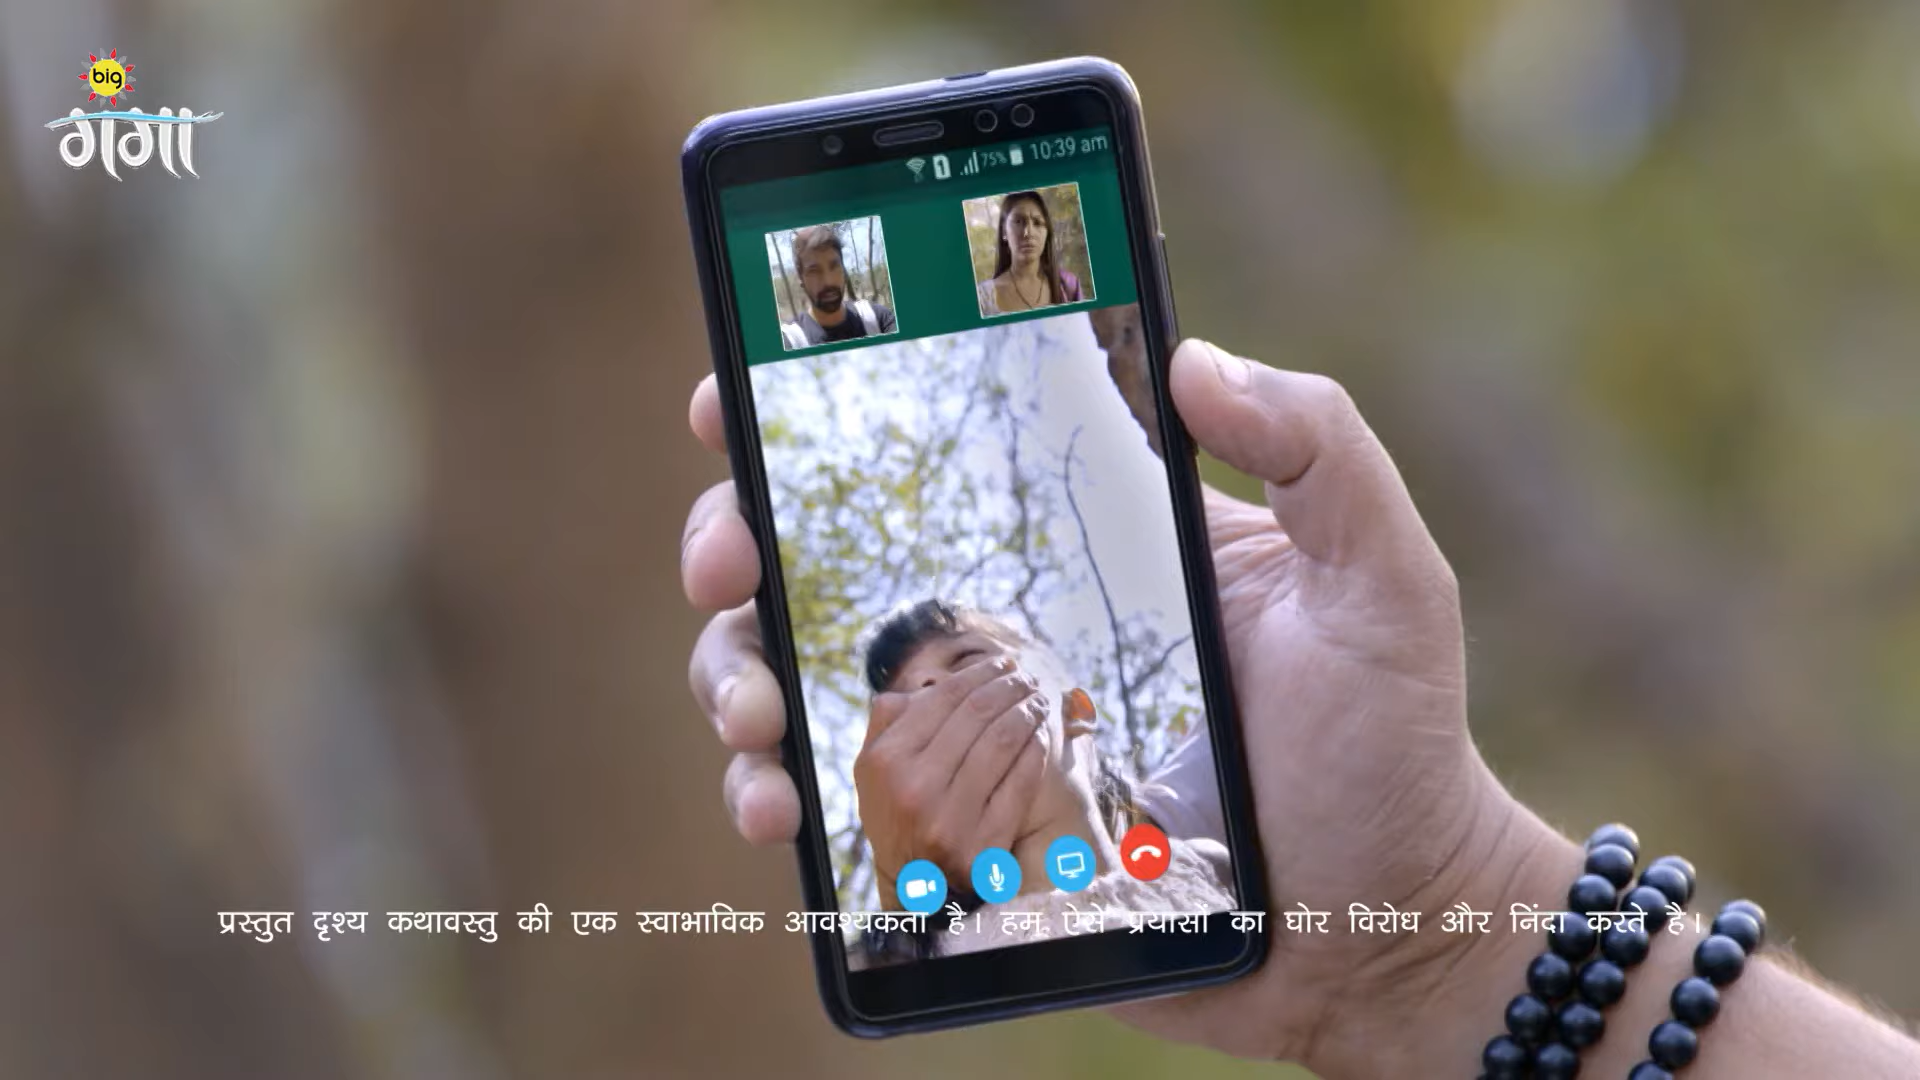 big
गंगा
75% 10:39 am
प्रस्तुत दृश्य कथावस्तु की एक स्वाभाविक आवश्यकता है। हम ऐसे प्रयासों का घोर विरोध और निंदा करते है।